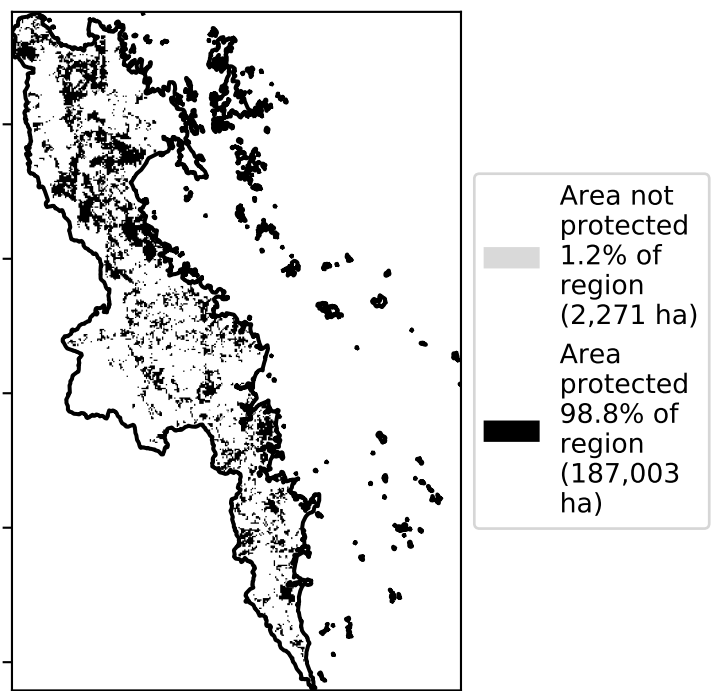 Area not
protected
1.2% of
region
(2,271 ha)
Area
protected
98.8% of
region
(187,003
ha)